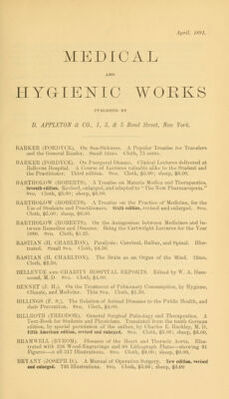 April, 1891.
MEDICAL
AND
HYGIENIC WORKS
PUBLISHED BY
D. APPLETON & CO., 1, 3, & 5 Bond Street, New York.
BARKER (FORDYCE). On Sea-Sickness. A Popular Treatise for Travelers
and the General Reader. Small 12mo. Cloth, 75 cents.
BARKER (FORDYCE). On Puerperal Disease. Clinical Lectures delivered at
Bellevue Hospital. A Course of Lectures valuable alike to the Student and
the Practitioner. Third edition. 8vo. Cloth, $5.00; sheep, $6.00.
BARTHOLOW (ROBERTS). A Treatise on Materia Medica and Therapeutics.
Seventh edition. Revised, enlarged, and adapted to "The New Pharmacopœia."
8vo. Cloth, $5.00; sheep, $6.00.
BARTHOLOW (ROBERTS). A Treatise on the Practice of Medicine, for the
Use of Students and Practitioners. Sixth edition, revised and enlarged. 8vo.
Cloth, $5.00; sheep, $6.00.
BARTHOLOW (ROBERTS). On the Antagonism between Medicines and be-
tween Remedies and Diseases. Being the Cartwright Lectures for the Year
1880. 8vo. Cloth, $1.25.
BASTIAN (H. CHARLTON). Paralysis: Cerebral, Bulbar, and Spinal. Illus-
trated. Small 8vo. Cloth, $4.50.
BASTIAN (H. CHARLTON). The Brain as an Organ of the Mind. 12mo.
Cloth, $2.50.
BELLEVUE AND CHARITY HOSPITAL REPORTS. Edited by W. A. Ham-
mond, M. D. 8vo. Cloth, $4.00.
BENNET (J. H.). On the Treatment of Pulmonary Consumption, by Hygiene,
Climate, and Medicine. Thin 8vo. Cloth, $1.50.
BILLINGS (F. S.). The Relation of Animal Diseases to the Public Health,
and their Prevention. 8vo. Cloth, $4.00.
BILLROTH (THEODOR). General Surgical Pathology and Therapeutics. A
Text-Book for Students and Physicians. Translated from the tenth German
edition, by special permission of the author, by Charles E. Hackley, M. D.
Fifth American edition, revised and enlarged. 8vo. Cloth, $5.00; sheep, $6.00.
BRAMWELL (BYROM). Diseases of the Heart and Thoracic Aorta. Illus-
trated with 226 Wood-Engravings and 68 Lithograph Plates—showing 91
Figures—in all 317 Illustrations. 8vo. Cloth, $8.00; sheep, $9.00.
BRYANT (JOSEPH D.). A Manual of Operative Surgery. New edition, revised
and enlarged. 793 Illustrations. 8vo. Cloth, $5.00; sheep, $6.00